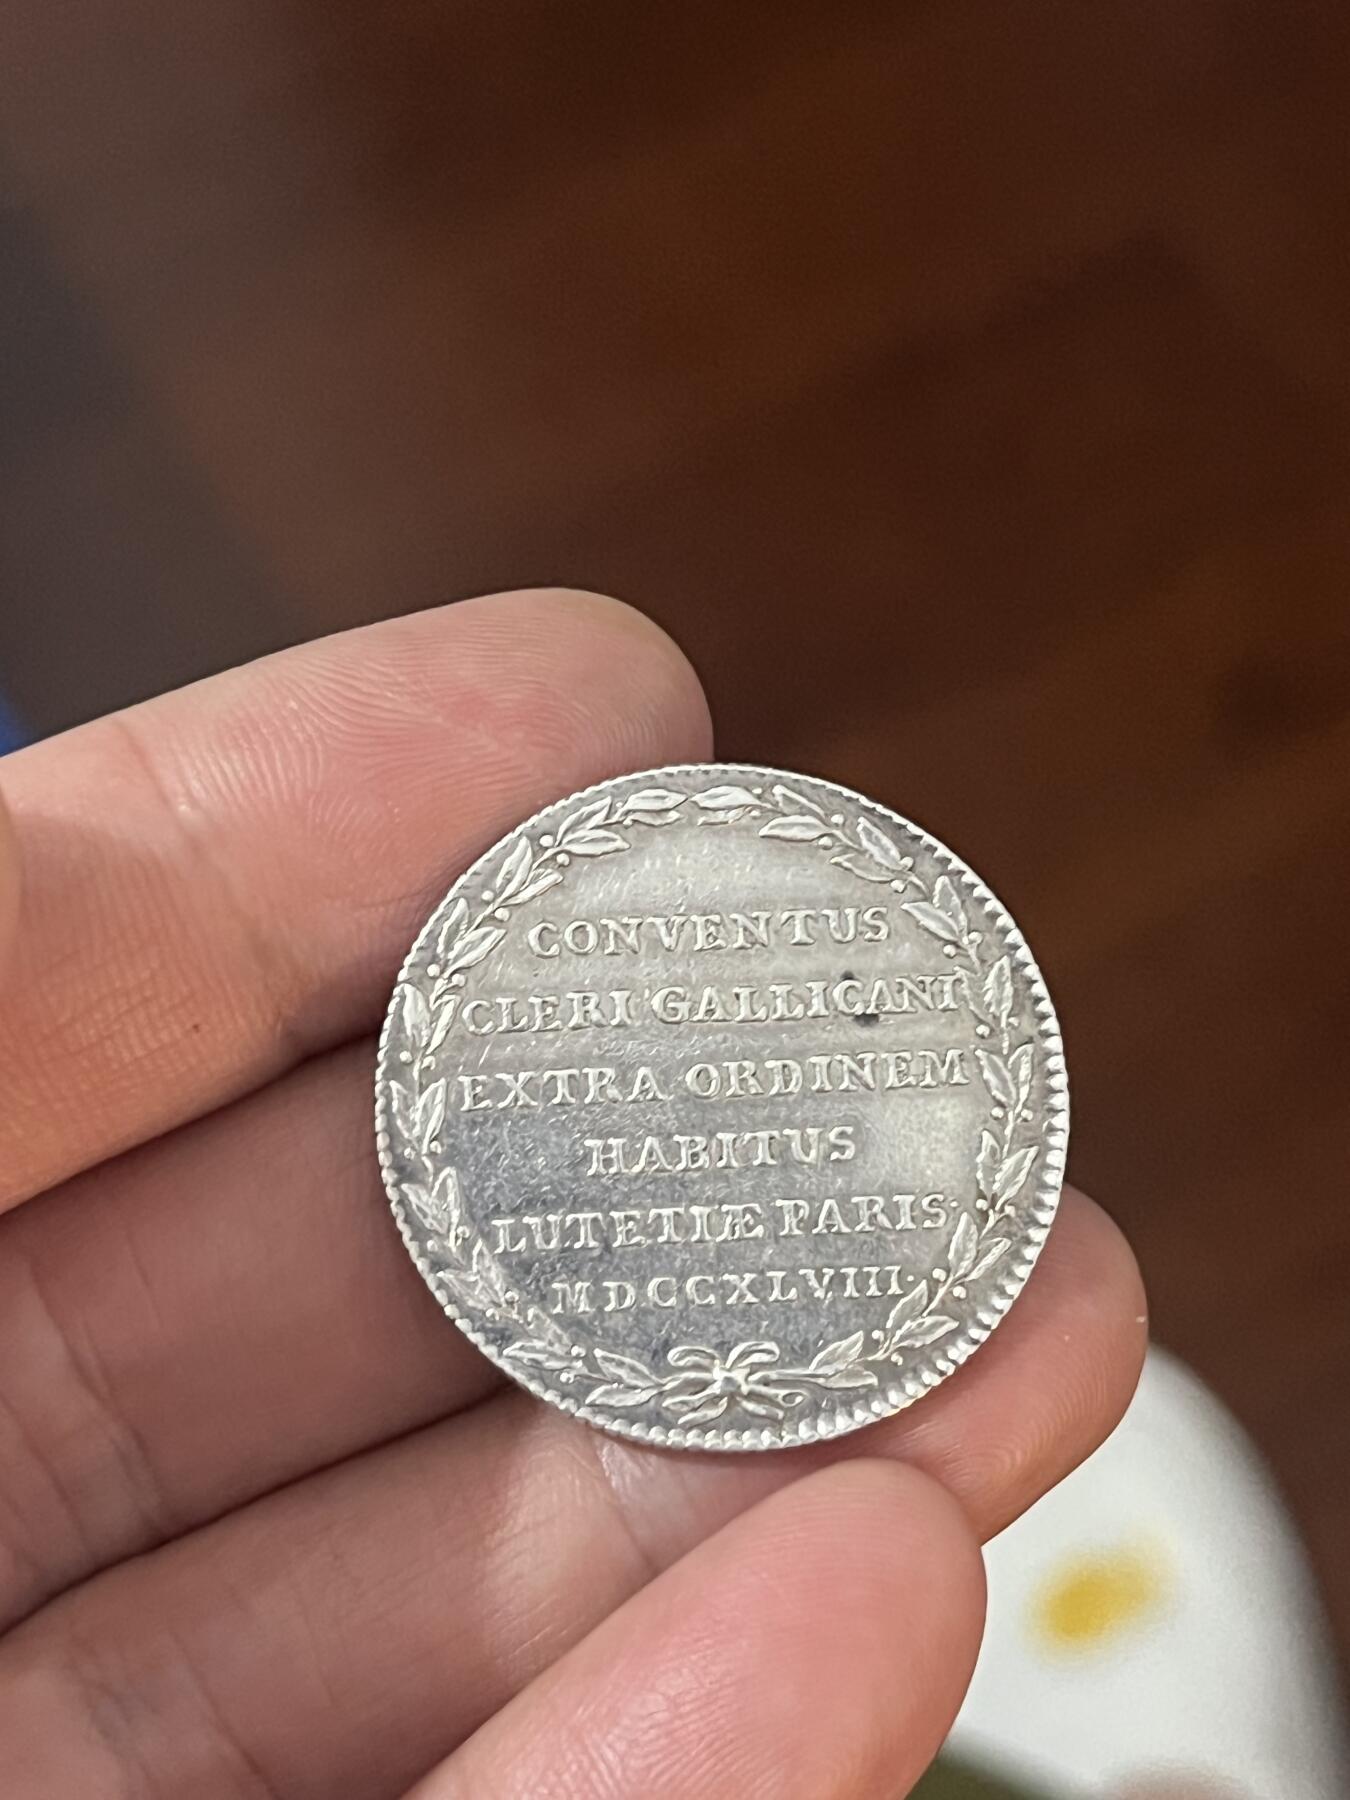 CONVENTUS
CLERI GALLICANI
EXTRA ORDINEM
HABITUS
LUTETIÆ PARIS·
MDCCXLVIII·